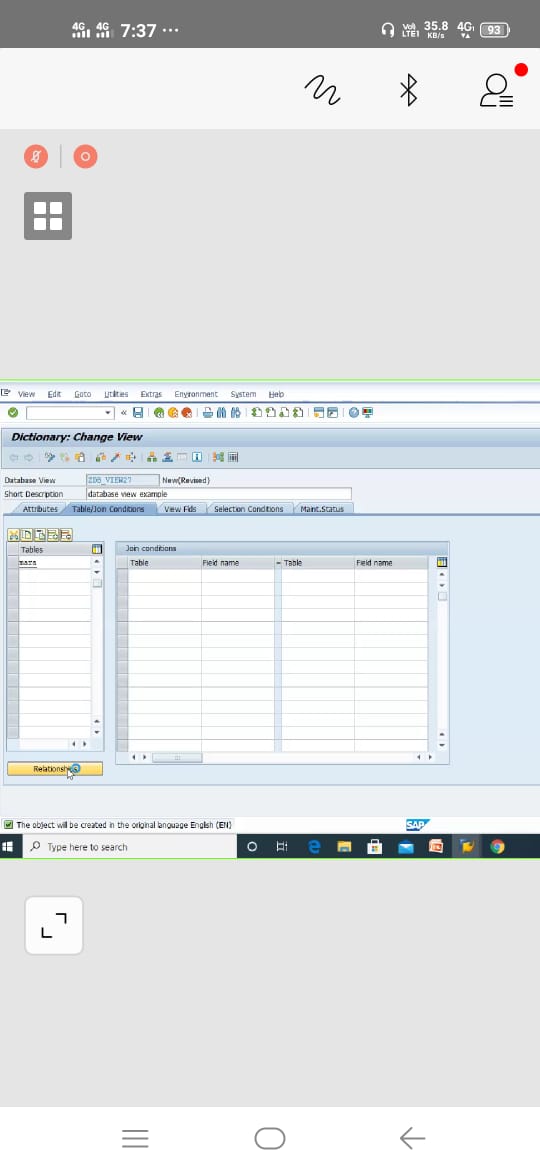 4G 4G 7:37 ... Vo) LTE1 35.8 KB/s 4G 93
View Edit Goto Utilities Extras Environment System Help
Dictionary: Change View
Database View ZDB_VIEW27 New(Revised)
Short Description database view example
Attributes Table/Join Conditions View Flds Selection Conditions Maint.Status
Tables
mara
Join conditions
Table Field name = Table Field name
The object will be created in the original language English (EN)
SAP
Type here to search